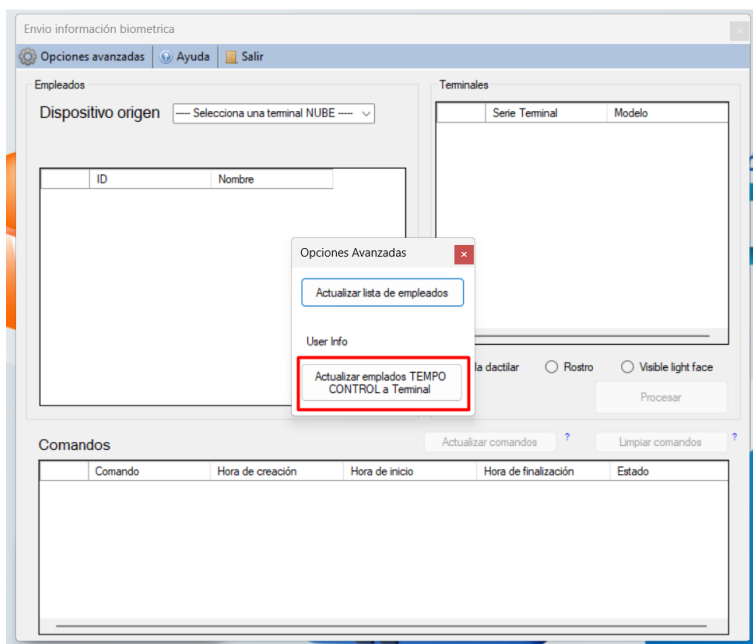 Envio información biometrica
Opciones avanzadas Ayuda Salir
Empleados
Dispositivo origen ----- Selecciona una terminal NUBE -----
ID Nombre
Terminales
Serie Terminal Modelo
Opciones Avanzadas
Actualizar lista de empleados
User Info
Actualizar emplados TEMPO
CONTROL a Terminal
dactilar Rostro Visible light face
Procesar
Comandos
Actualizar comandos ? Limpiar comandos ?
Comando Hora de creación Hora de inicio Hora de finalización Estado